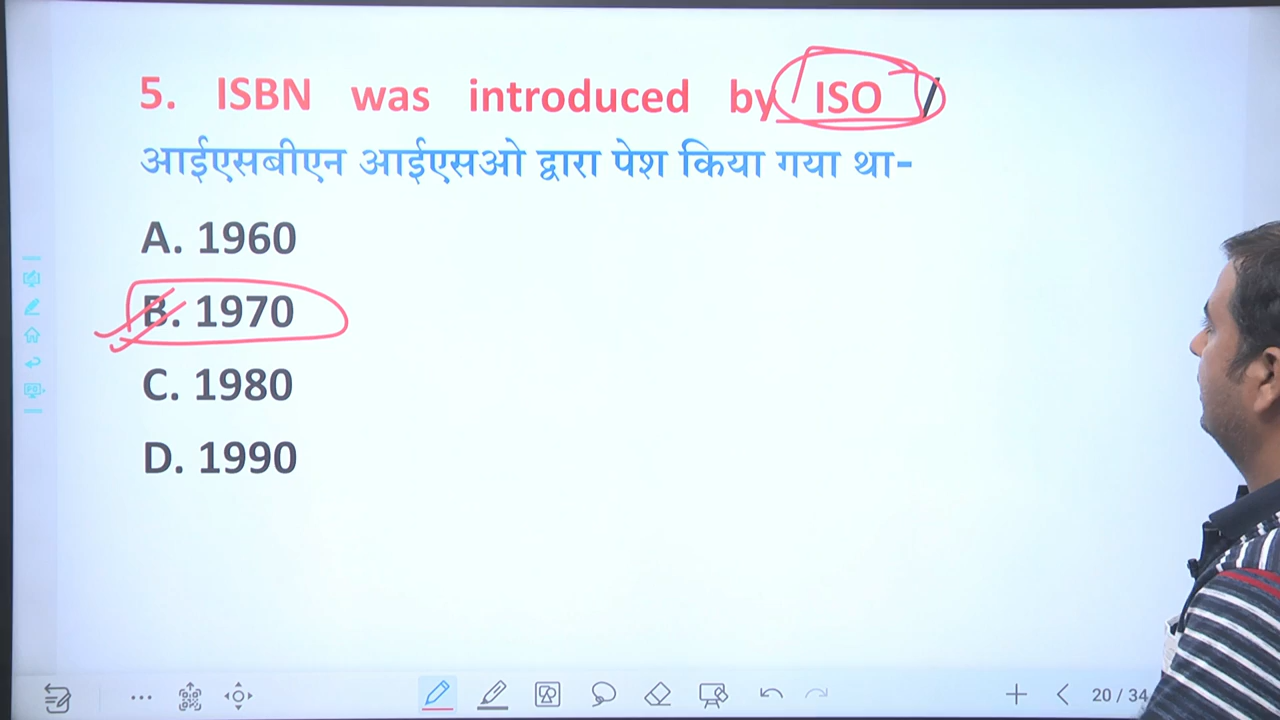 5. ISBN was introduced by ISO
आईएसबीएन आईएसओ द्वारा पेश किया गया था-
A. 1960
B. 1970
C. 1980
D. 1990
20 / 34